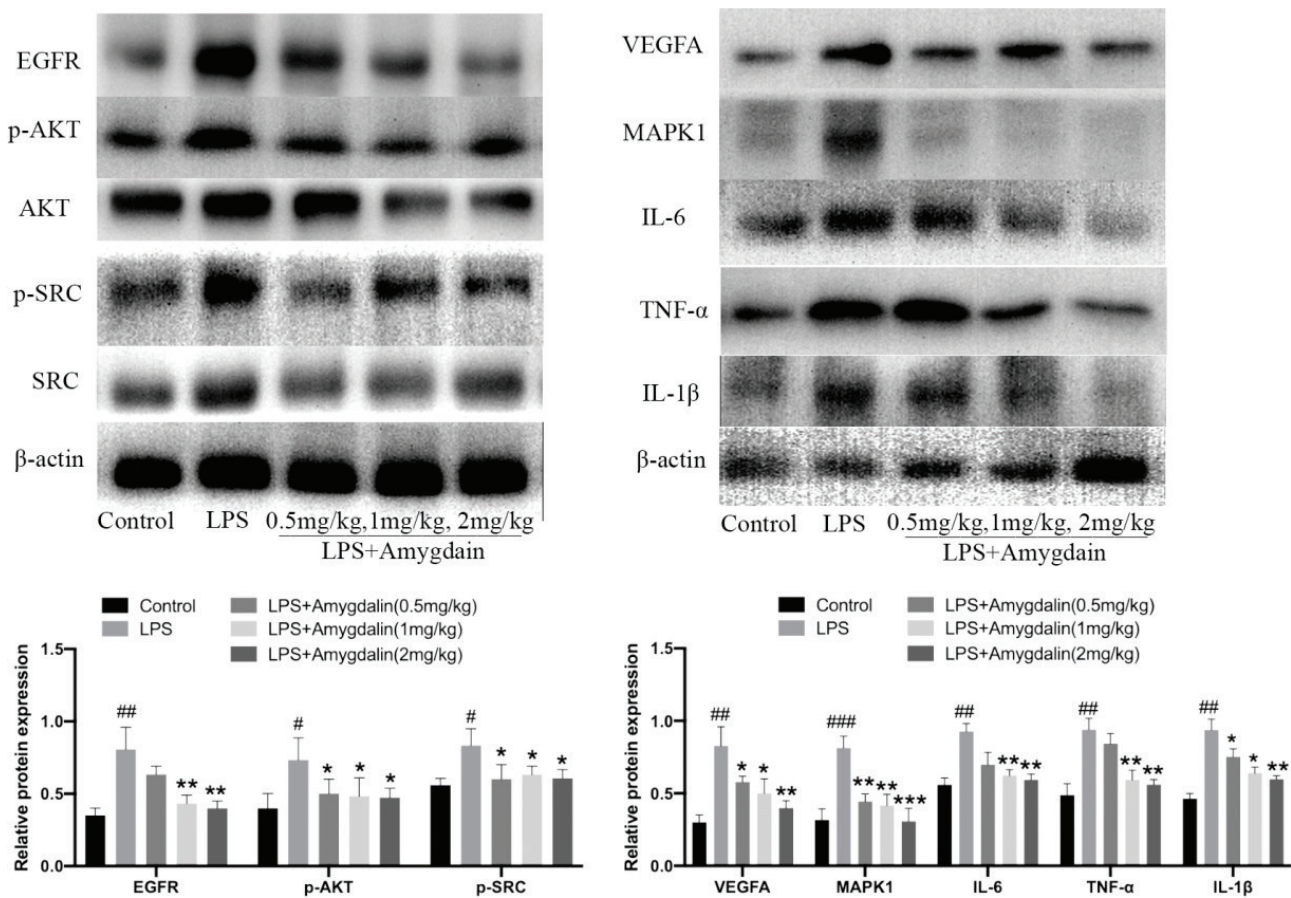 EGFR
p-AKT
AKT
p-SRC
SRC
β-actin
Control LPS 0.5mg/kg, 1mg/kg, 2mg/kg
LPS+Amygdain
VEGFA
MAPK1
IL-6
TNF-α
IL-1β
β-actin
Control LPS 0.5mg/kg, 1mg/kg, 2mg/kg
LPS+Amygdain
Control
LPS
LPS+Amygdalin(0.5mg/kg)
LPS+Amygdalin(1mg/kg)
LPS+Amygdalin(2mg/kg)
Relative protein expression
1.5
1.0
0.5
0.0
## ** **
# * * *
# * * *
EGFR p-AKT p-SRC
Control
LPS
LPS+Amygdalin(0.5mg/kg)
LPS+Amygdalin(1mg/kg)
LPS+Amygdalin(2mg/kg)
Relative protein expression
1.5
1.0
0.5
0.0
## * * **
### ** ** ***
## ** **
## ** **
## * * **
VEGFA MAPK1 IL-6 TNF-α IL-1β